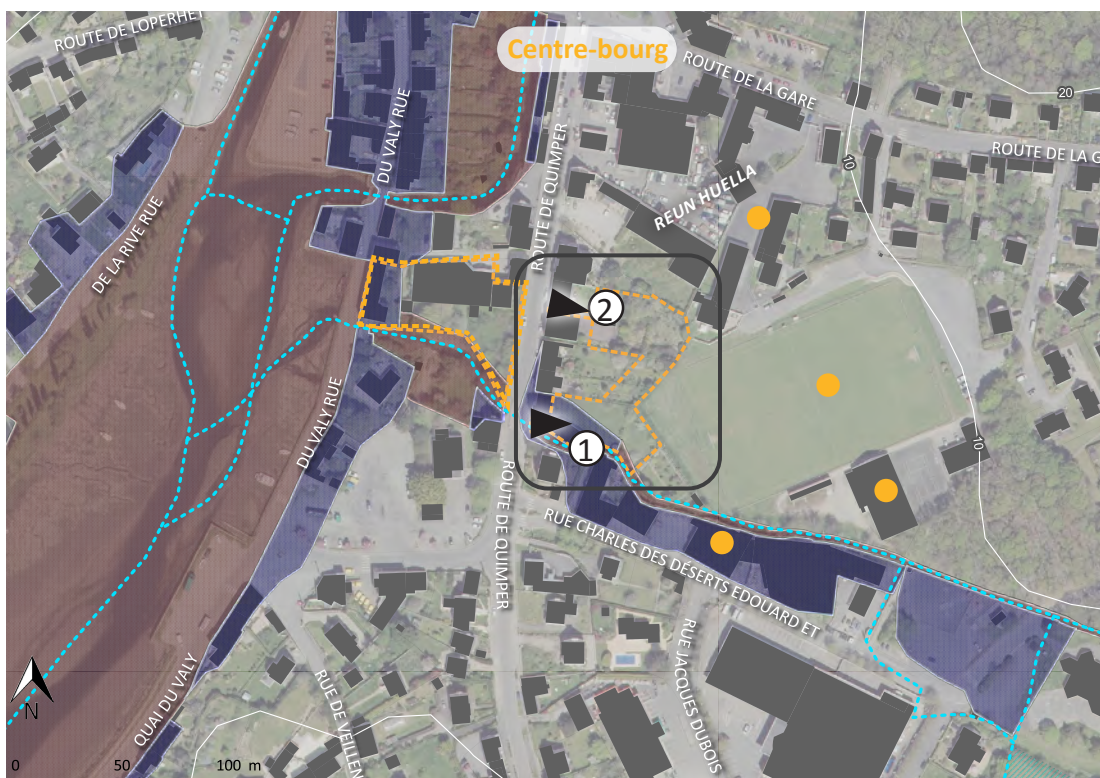 ROUTE DE LOPERHET
Centre-bourg
ROUTE DE LA GARE
20
DU VALY RUE
ROUTE DE QUIMPER
10
ROUTE DE LA G
REUN HUELLA
DE LA RIVE RUE
2
DU VALY RUE
1
10
ROUTE DE QUIMPER
RUE CHARLES DES DÉSERTS EDOUARD ET
RUE JACQUES DUBOIS
QUAI DU VALY
RUE DE VEILLEN
N
0 50 100 m